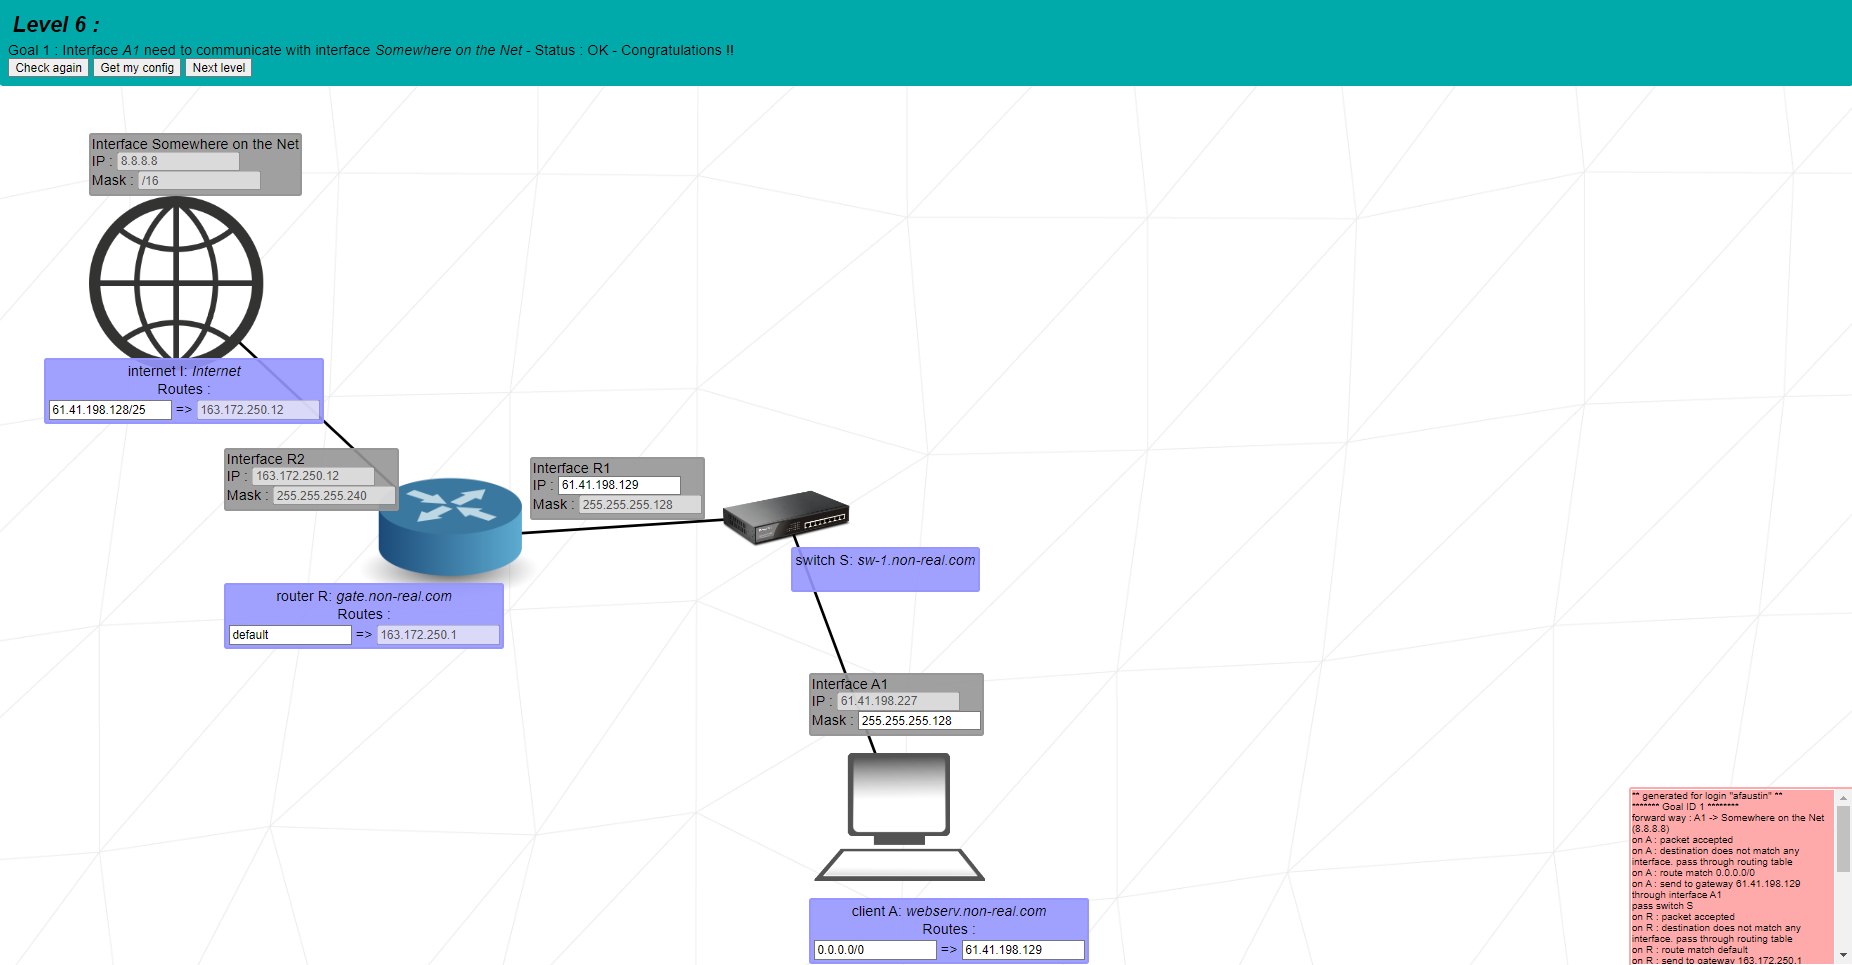 Level 6 :
Goal 1 : Interface A1 need to communicate with interface Somewhere on the Net - Status : OK - Congratulations !!
Check again Get my config Next level
Interface Somewhere on the Net
IP : 8.8.8.8
Mask : /16
internet I: Internet
Routes :
61.41.198.128/25 => 163.172.250.12
Interface R2
IP : 163.172.250.12
Mask : 255.255.255.240
Interface R1
IP : 61.41.198.129
Mask : 255.255.255.128
switch S: sw-1.non-real.com
router R: gate.non-real.com
Routes :
default => 163.172.250.1
Interface A1
IP : 61.41.198.227
Mask : 255.255.255.128
client A: webserv.non-real.com
Routes :
0.0.0.0/0 => 61.41.198.129
** generated for login "afaustin" **
******* Goal ID 1 ********
forward way : A1 -> Somewhere on the Net
(8.8.8.8)
on A : packet accepted
on A : destination does not match any
interface. pass through routing table
on A : route match 0.0.0.0/0
on A : send to gateway 61.41.198.129
through interface A1
pass switch S
on R : packet accepted
on R : destination does not match any
interface. pass through routing table
on R : route match default
on R : send to gateway 163.172.250.1